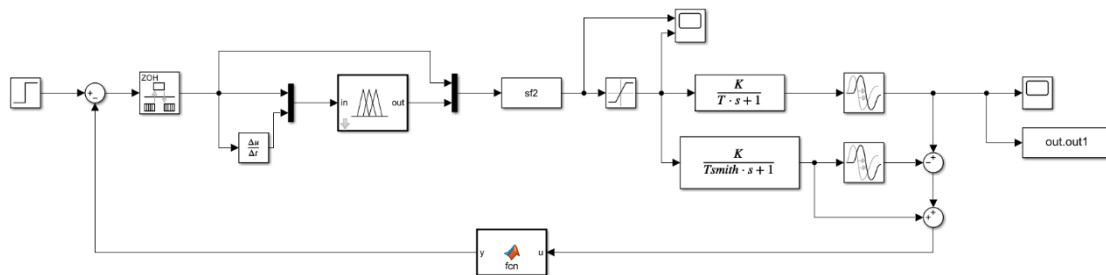 ZOH
in
out
Δu
Δt
sf2
K
T · s + 1
K
Tsmith · s + 1
out.out1
y
fcn
u